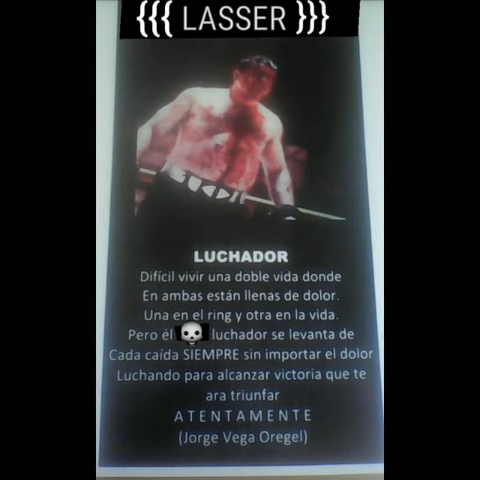 {{{ LASSER }}}
LUCHADOR
Difícil vivir una doble vida donde
En ambas están llenas de dolor.
Una en el ring y otra en la vida.
Pero él 💀 luchador se levanta de
Cada caída SIEMPRE sin importar el dolor
Luchando para alcanzar victoria que te
ara triunfar
ATENTAMENTE
(Jorge Vega Oregel)